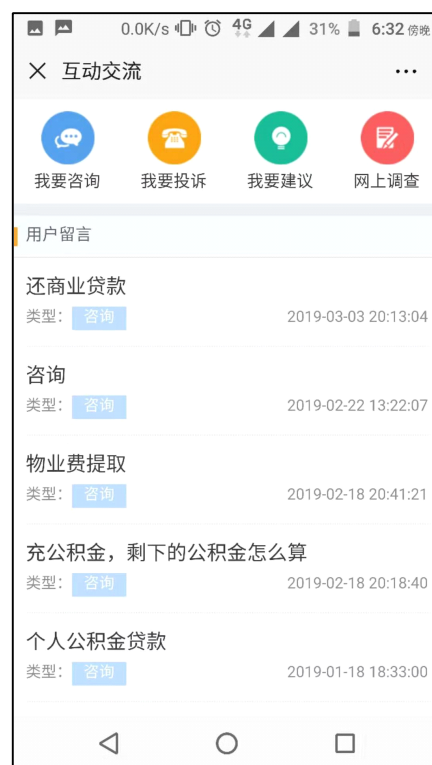 0.0K/s 4G 31% 6:32 傍晚
互动交流
我要咨询 我要投诉 我要建议 网上调查
用户留言
还商业贷款
类型： 咨询 2019-03-03 20:13:04
咨询
类型： 咨询 2019-02-22 13:22:07
物业费提取
类型： 咨询 2019-02-18 20:41:21
充公积金，剩下的公积金怎么算
类型： 咨询 2019-02-18 20:18:40
个人公积金贷款
类型： 咨询 2019-01-18 18:33:00